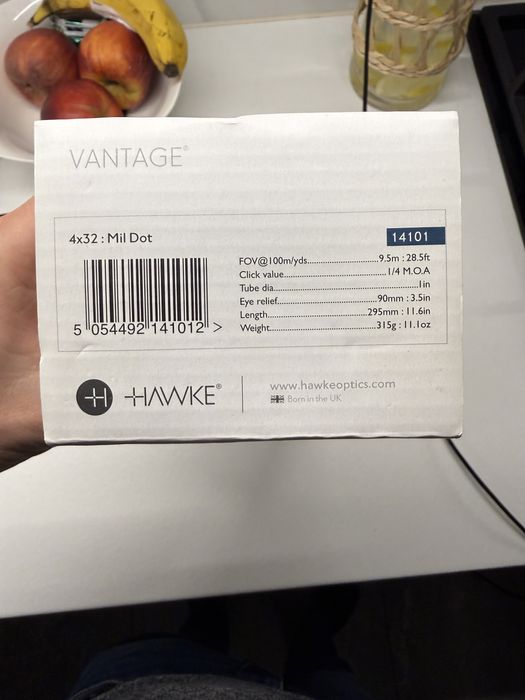 VANTAGE®
4x32 : Mil Dot
14101
FOV@100m/yds...............................9.5m : 28.5ft
Click value...............................1/4 M.O.A
Tube dia...............................1in
Eye relief...............................90mm : 3.5in
Length...............................295mm : 11.6in
Weight...............................315g : 11.1oz
5 054492 141012 >
HAWKE®
www.hawkeoptics.com
Born in the UK